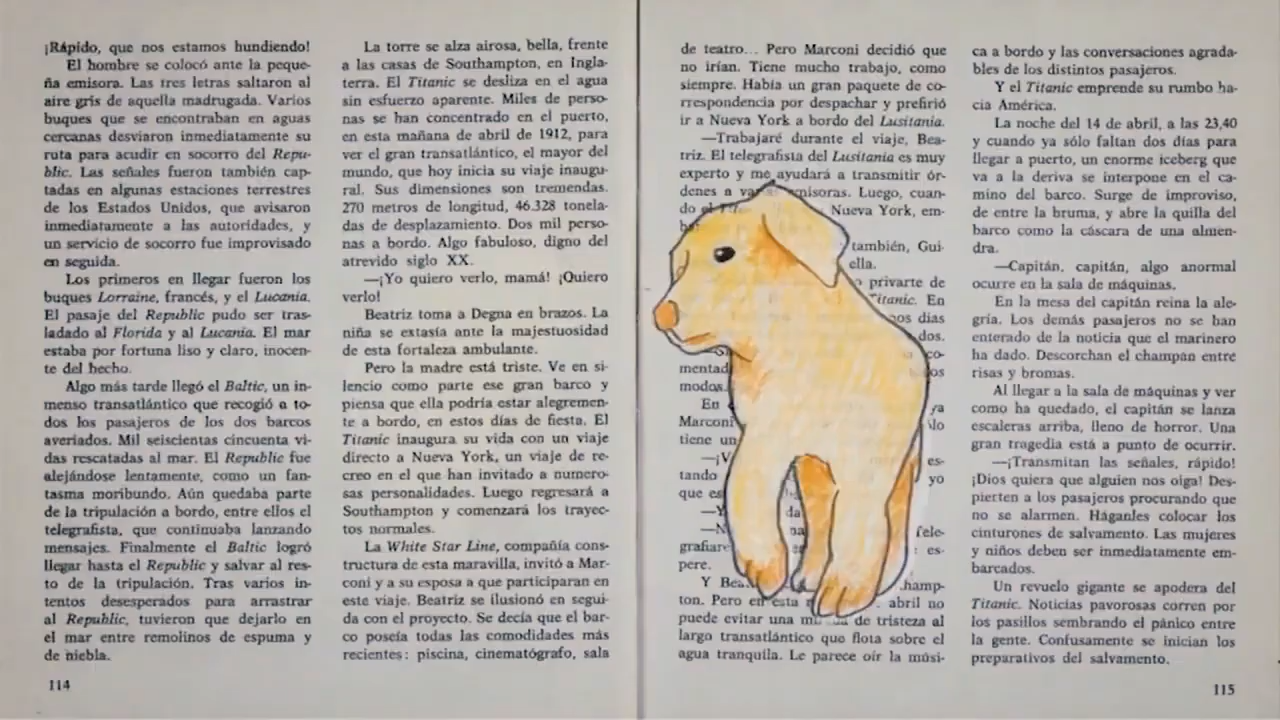 ¡Rápido, que nos estamos hundiendo!
El hombre se colocó ante la peque-
ña emisora. Las tres letras saltaron al
aire gris de aquella madrugada. Varios
buques que se encontraban en aguas
cercanas desviaron inmediatamente su
ruta para acudir en socorro del Repu-
blic. Las señales fueron también cap-
tadas en algunas estaciones terrestres
de los Estados Unidos, que avisaron
inmediatamente a las autoridades, y
un servicio de socorro fue improvisado
en seguida.
Los primeros en llegar fueron los
buques Lorraine, francés, y el Lucania.
El pasaje del Republic pudo ser tras-
ladado al Florida y al Lucania. El mar
estaba por fortuna liso y claro, inocen-
te del hecho.
Algo más tarde llegó el Baltic, un in-
menso transatlántico que recogió a to-
dos los pasajeros de los dos barcos
averiados. Mil seiscientas cincuenta vi-
das rescatadas al mar. El Republic fue
alejándose lentamente, como un fan-
tasma moribundo. Aún quedaba parte
de la tripulación a bordo, entre ellos el
telegrafista, que continuaba lanzando
mensajes. Finalmente el Baltic logró
llegar hasta el Republic y salvar al res-
to de la tripulación. Tras varios in-
tentos desesperados para arrastrar
al Republic, tuvieron que dejarlo en
el mar entre remolinos de espuma y
de niebla.
114
La torre se alza airosa, bella, frente
a las casas de Southampton, en Ingla-
terra. El Titanic se desliza en el agua
sin esfuerzo aparente. Miles de perso-
nas se han concentrado en el puerto,
en esta mañana de abril de 1912, para
ver el gran transatlántico, el mayor del
mundo, que hoy inicia su viaje inaugu-
ral. Sus dimensiones son tremendas.
270 metros de longitud, 46.328 tonela-
das de desplazamiento. Dos mil perso-
nas a bordo. Algo fabuloso, digno del
atrevido siglo XX.
—¡Yo quiero verlo, mamá! ¡Quiero
verlo!
Beatriz toma a Degna en brazos. La
niña se extasía ante la majestuosidad
de esta fortaleza ambulante.
Pero la madre está triste. Ve en si-
lencio como parte ese gran barco y
piensa que ella podría estar alegremen-
te a bordo, en estos días de fiesta. El
Titanic inaugura su vida con un viaje
directo a Nueva York, un viaje de re-
creo en el que han invitado a numero-
sas personalidades. Luego regresará a
Southampton y comenzará los trayec-
tos normales.
La White Star Line, compañía cons-
tructura de esta maravilla, invitó a Mar-
coni y a su esposa a que participaran en
este viaje. Beatriz se ilusionó en segui-
da con el proyecto. Se decía que el bar-
co poseía todas las comodidades más
recientes: piscina, cinematógrafo, sala
de teatro... Pero Marconi decidió que
no irían. Tiene mucho trabajo, como
siempre. Había un gran paquete de co-
rrespondencia por despachar y prefirió
ir a Nueva York a bordo del Lusitania.
—Trabajaré durante el viaje, Bea-
triz. El telegrafista del Lusitania es muy
experto y me ayudará a transmitir ór-
denes a emisoras. Luego, cuan-
do el Nueva York, em-
también, Gui-
ella.
privarte de
Titanic. En
dias
dos.
co-
mentad
modos.
En ya
Marconi
tiene un
es-
tando yo
que es
da
Tele-
grafiaré es-
pere.
Y hamp-
ton. Pero en esta abril no
puede evitar una de tristeza al
largo transatlántico que flota sobre el
agua tranquila. Le parece oír la músi-
ca a bordo y las conversaciones agrada-
bles de los distintos pasajeros.
Y el Titanic emprende su rumbo ha-
cia América.
La noche del 14 de abril, a las 23,40
y cuando ya sólo faltan dos días para
llegar a puerto, un enorme iceberg que
va a la deriva se interpone en el ca-
mino del barco. Surge de improviso,
de entre la bruma, y abre la quilla del
barco como la cáscara de una almen-
dra.
—Capitán, capitán, algo anormal
ocurre en la sala de máquinas.
En la mesa del capitán reina la ale-
gría. Los demás pasajeros no se han
enterado de la noticia que el marinero
ha dado. Descorchan el champán entre
risas y bromas.
Al llegar a la sala de máquinas y ver
como ha quedado, el capitán se lanza
escaleras arriba, lleno de horror. Una
gran tragedia está a punto de ocurrir.
—¡Transmitan las señales, rápido!
¡Dios quiera que alguien nos oiga! Des-
pierten a los pasajeros procurando que
no se alarmen. Háganles colocar los
cinturones de salvamento. Las mujeres
y niños deben ser inmediatamente em-
barcados.
Un revuelo gigante se apodera del
Titanic. Noticias pavorosas corren por
los pasillos sembrando el pánico entre
la gente. Confusamente se inician los
preparativos del salvamento.
115